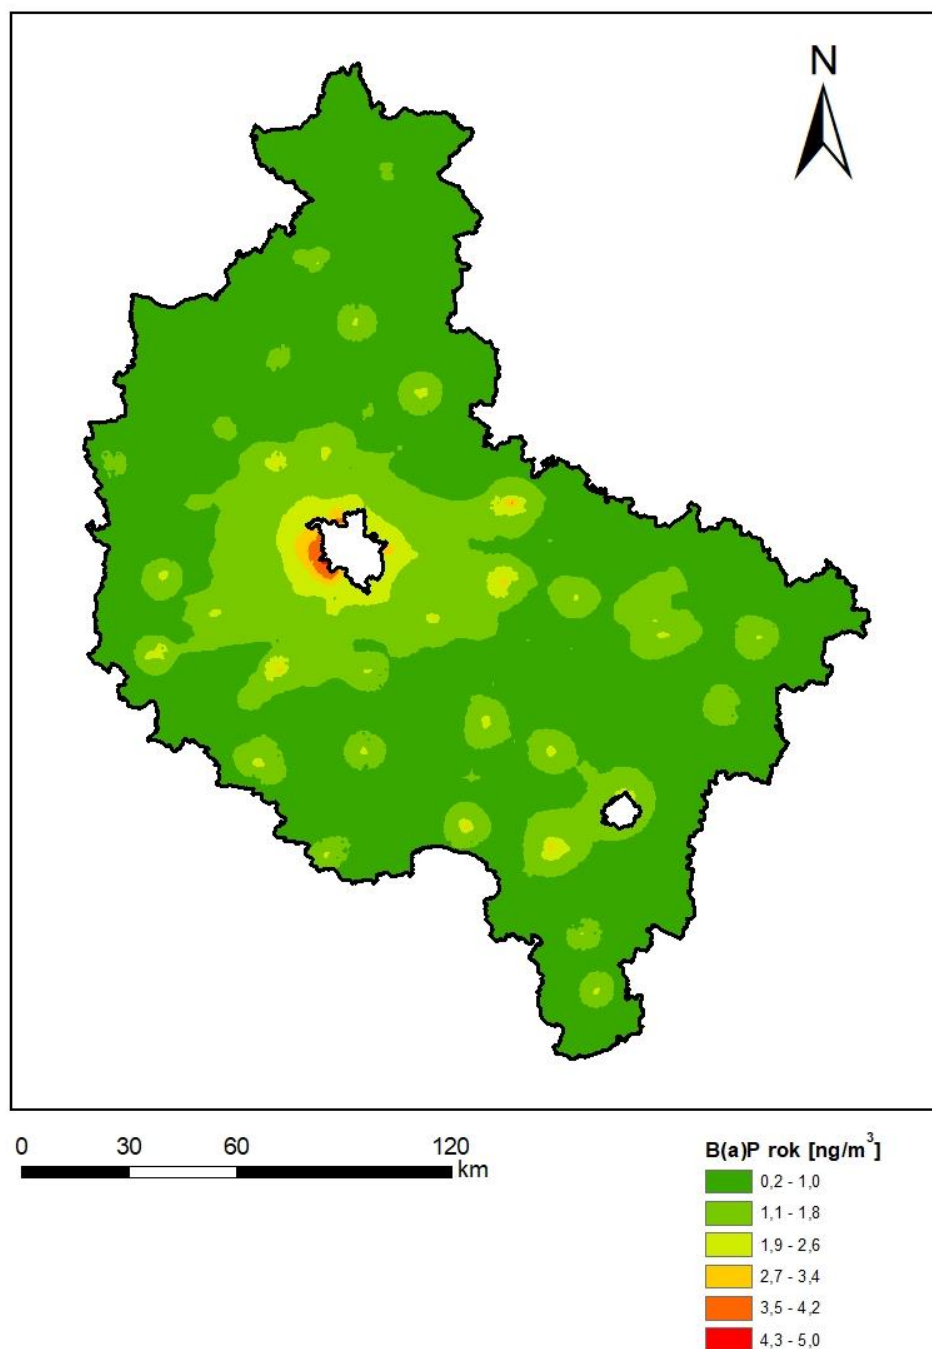 N
0 30 60 120
km
B(a)P rok [ng/m³]
0,2 - 1,0
1,1 - 1,8
1,9 - 2,6
2,7 - 3,4
3,5 - 4,2
4,3 - 5,0